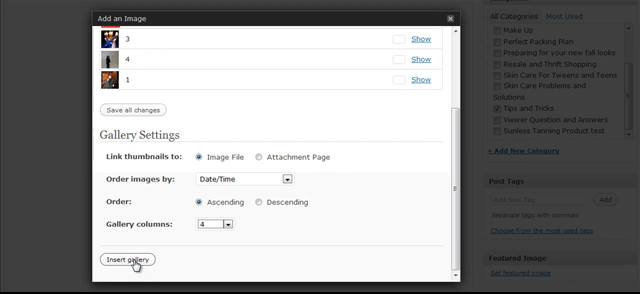 Add an Image
3 Show
4 Show
1 Show
Save all changes
Gallery Settings
Link thumbnails to: Image File Attachment Page
Order images by: Date/Time
Order: Ascending Descending
Gallery columns: 4
Insert gallery
All Categories Most Used
Make Up
Perfect Packing Plan
Preparing for your new fall looks
Resale and Thrift Shopping
Skin Care For Tweens and Teens
Skin Care Problems and
Solutions
Tips and Tricks
Viewer Question and Answers
Sunless Tanning Product test
+ Add New Category
Post Tags
Add New Tag Add
Separate tags with commas
Choose from the most used tags
Featured Image
Set featured image